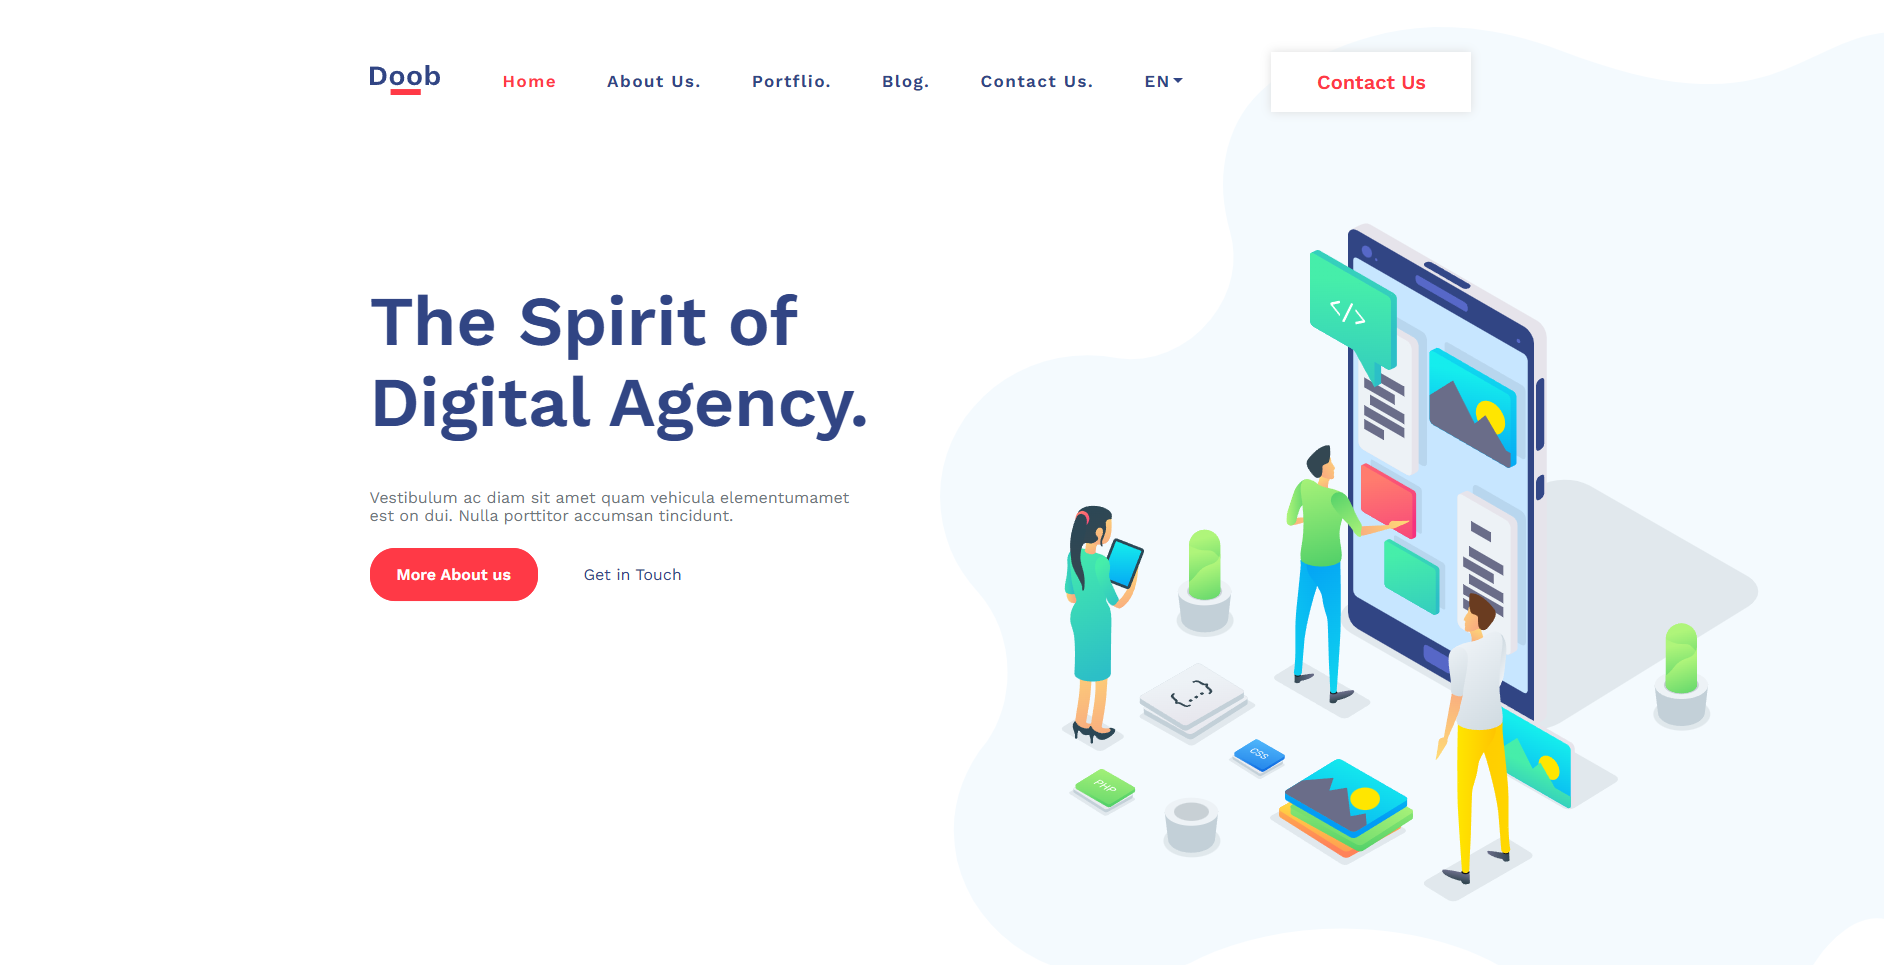 Doob
Home
About Us.
Portflio.
Blog.
Contact Us.
EN
Contact Us
The Spirit of
Digital Agency.
Vestibulum ac diam sit amet quam vehicula elementumamet
est on dui. Nulla porttitor accumsan tincidunt.
More About us
Get in Touch
</>
{...}
CSS
PHP